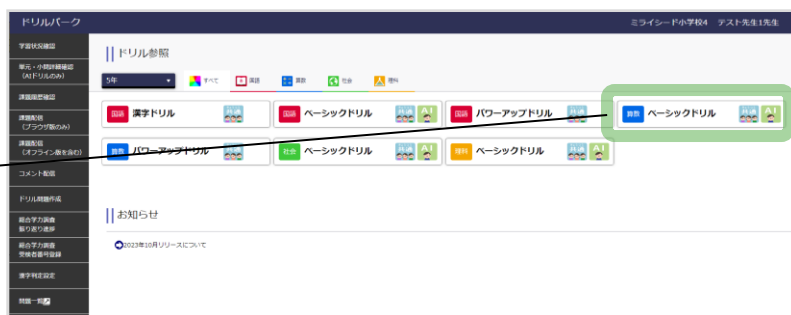 ドリルパーク
ミライシード小学校4 テスト先生1先生
学習状況確認
単元・小問詳細確認
(AIドリルのみ)
課題履歴確認
課題配信
(ブラウザ版のみ)
課題配信
(オフライン版を含む)
コメント配信
ドリル問題作成
総合学力調査
振り返り進捗
総合学力調査
受検者番号登録
漢字判定設定
問題一覧
ドリル参照
5年 すべて 国語 算数 社会 理科
国語 漢字ドリル 共通
国語 ベーシックドリル 共通 AI
国語 パワーアップドリル 共通
算数 ベーシックドリル 共通 AI
算数 パワーアップドリル 共通
社会 ベーシックドリル 共通 AI
理科 ベーシックドリル 共通 AI
お知らせ
2023年10月リリースについて